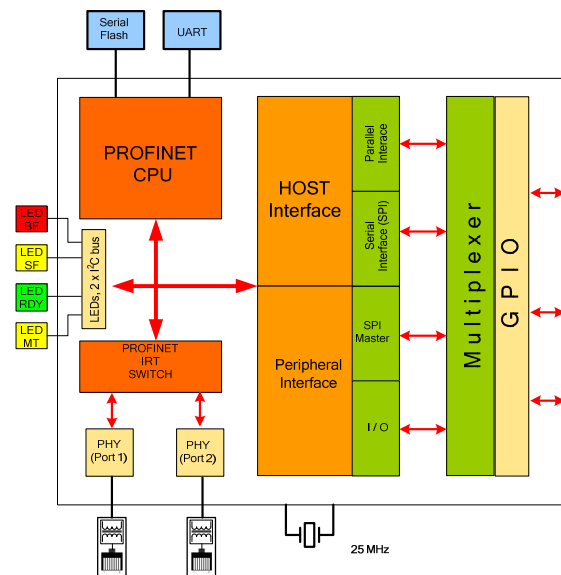 Serial
Flash
UART
PROFINET
CPU
HOST
Interface
Parallel
Interace
Serial
Interface (SPI)
Multiplexer
GPIO
LED
BF
LED
SF
LED
RDY
LED
MT
LEDs, 2 x I²C bus
PROFINET
IRT
SWITCH
Peripheral
Interface
SPI
Master
I / O
PHY
(Port 1)
PHY
(Port 2)
25 MHz